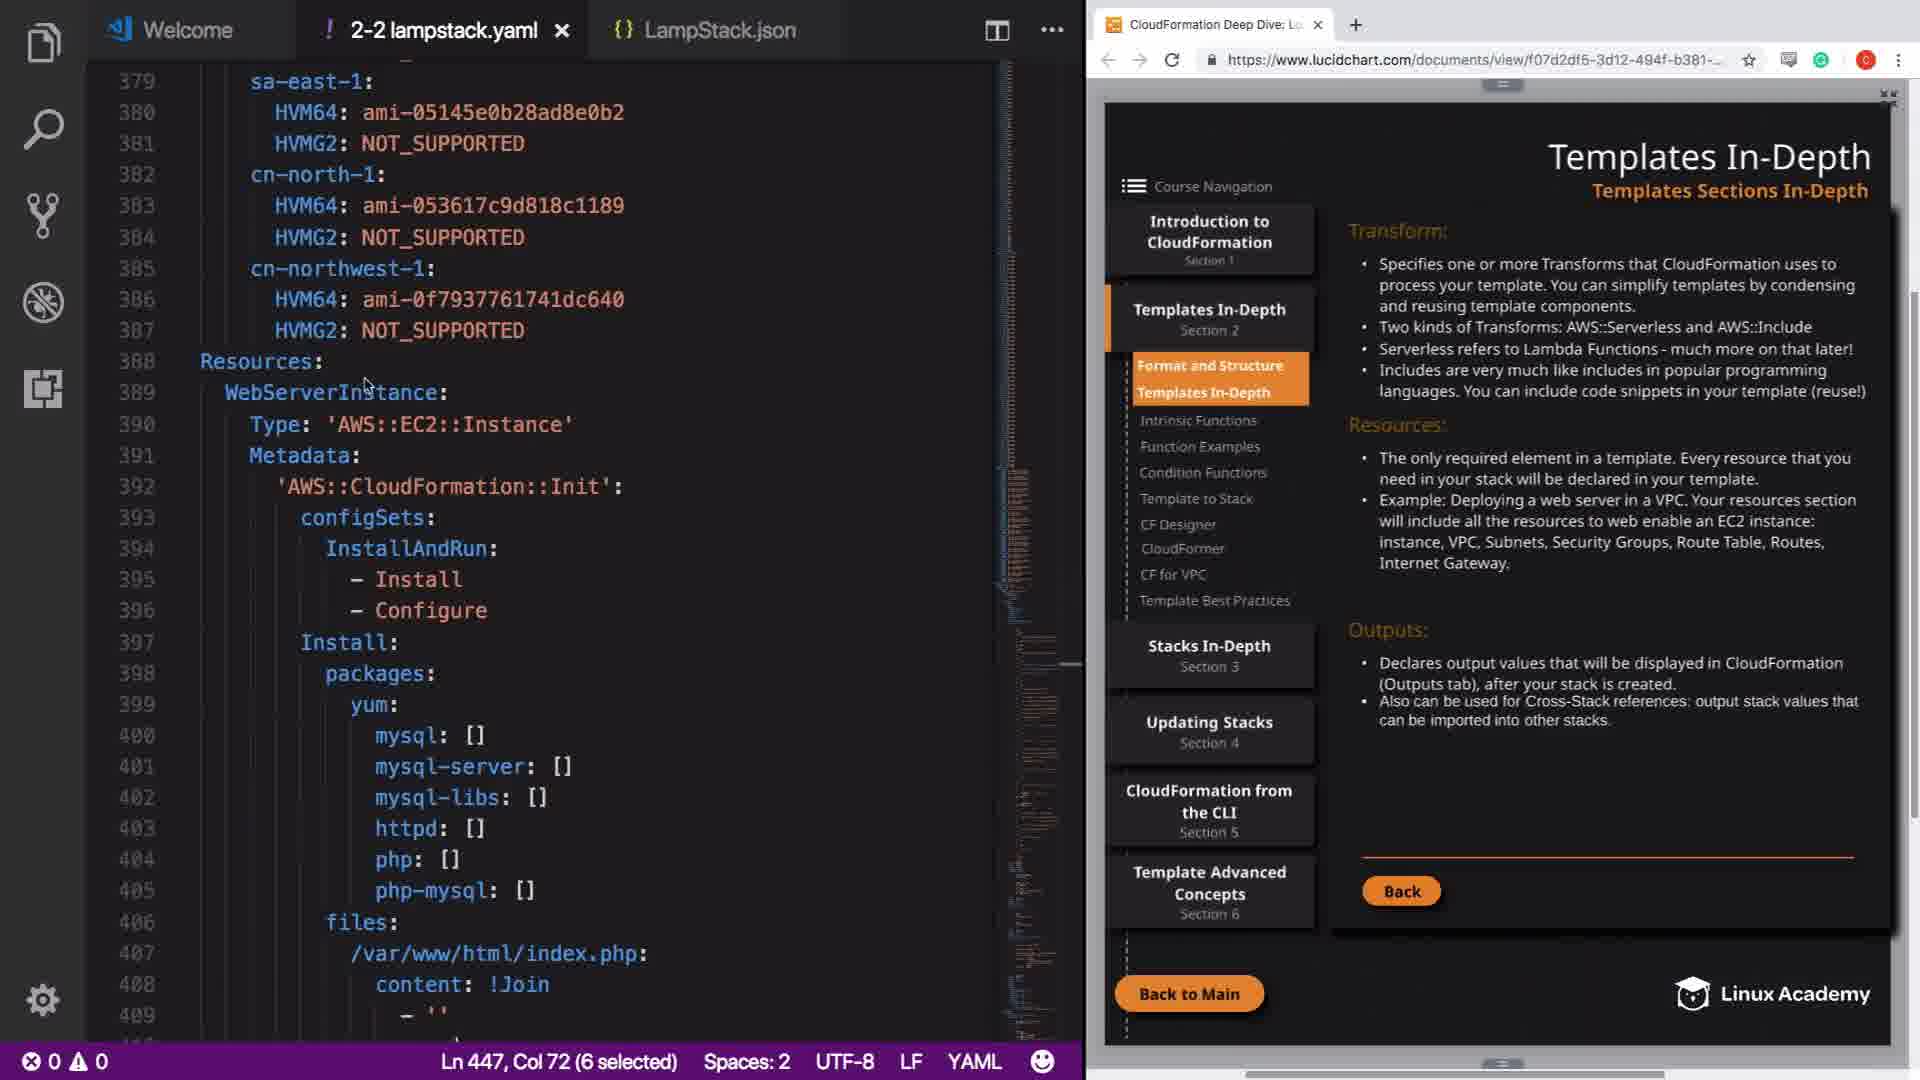 Welcome
! 2-2 lampstack.yaml ×
{} LampStack.json
379 sa-east-1:
380 HVM64: ami-05145e0b28ad8e0b2
381 HVMG2: NOT_SUPPORTED
382 cn-north-1:
383 HVM64: ami-053617c9d818c1189
384 HVMG2: NOT_SUPPORTED
385 cn-northwest-1:
386 HVM64: ami-0f7937761741dc640
387 HVMG2: NOT_SUPPORTED
388 Resources:
389 WebServerInstance:
390 Type: 'AWS::EC2::Instance'
391 Metadata:
392 'AWS::CloudFormation::Init':
393 configSets:
394 InstallAndRun:
395 - Install
396 - Configure
397 Install:
398 packages:
399 yum:
400 mysql: []
401 mysql-server: []
402 mysql-libs: []
403 httpd: []
404 php: []
405 php-mysql: []
406 files:
407 /var/www/html/index.php:
408 content: !Join
409 - ''
0 0
Ln 447, Col 72 (6 selected)
Spaces: 2
UTF-8
LF
YAML
CloudFormation Deep Dive: Lu
https://www.lucidchart.com/documents/view/f07d2df5-3d12-494f-b381-...
C
Templates In-Depth
Templates Sections In-Depth
Course Navigation
Introduction to
CloudFormation
Section 1
Templates In-Depth
Section 2
Format and Structure
Templates In-Depth
Intrinsic Functions
Function Examples
Condition Functions
Template to Stack
CF Designer
CloudFormer
CF for VPC
Template Best Practices
Stacks In-Depth
Section 3
Updating Stacks
Section 4
CloudFormation from
the CLI
Section 5
Template Advanced
Concepts
Section 6
Back to Main
Transform:
• Specifies one or more Transforms that CloudFormation uses to
process your template. You can simplify templates by condensing
and reusing template components.
• Two kinds of Transforms: AWS::Serverless and AWS::Include
• Serverless refers to Lambda Functions - much more on that later!
• Includes are very much like includes in popular programming
languages. You can include code snippets in your template (reuse!)
Resources:
• The only required element in a template. Every resource that you
need in your stack will be declared in your template.
• Example: Deploying a web server in a VPC. Your resources section
will include all the resources to web enable an EC2 instance:
instance, VPC, Subnets, Security Groups, Route Table, Routes,
Internet Gateway.
Outputs:
• Declares output values that will be displayed in CloudFormation
(Outputs tab), after your stack is created.
• Also can be used for Cross-Stack references: output stack values that
can be imported into other stacks.
Back
Linux Academy